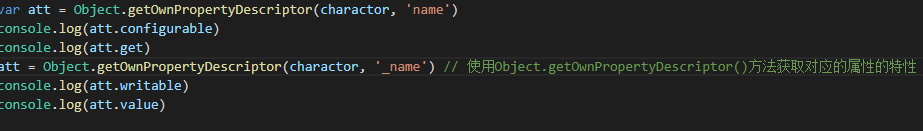 var att = Object.getOwnPropertyDescriptor(charactor, 'name')
console.log(att.configurable)
console.log(att.get)
att = Object.getOwnPropertyDescriptor(charactor, '_name') // 使用Object.getOwnPropertyDescriptor()方法获取对应的属性的特性
console.log(att.writable)
console.log(att.value)